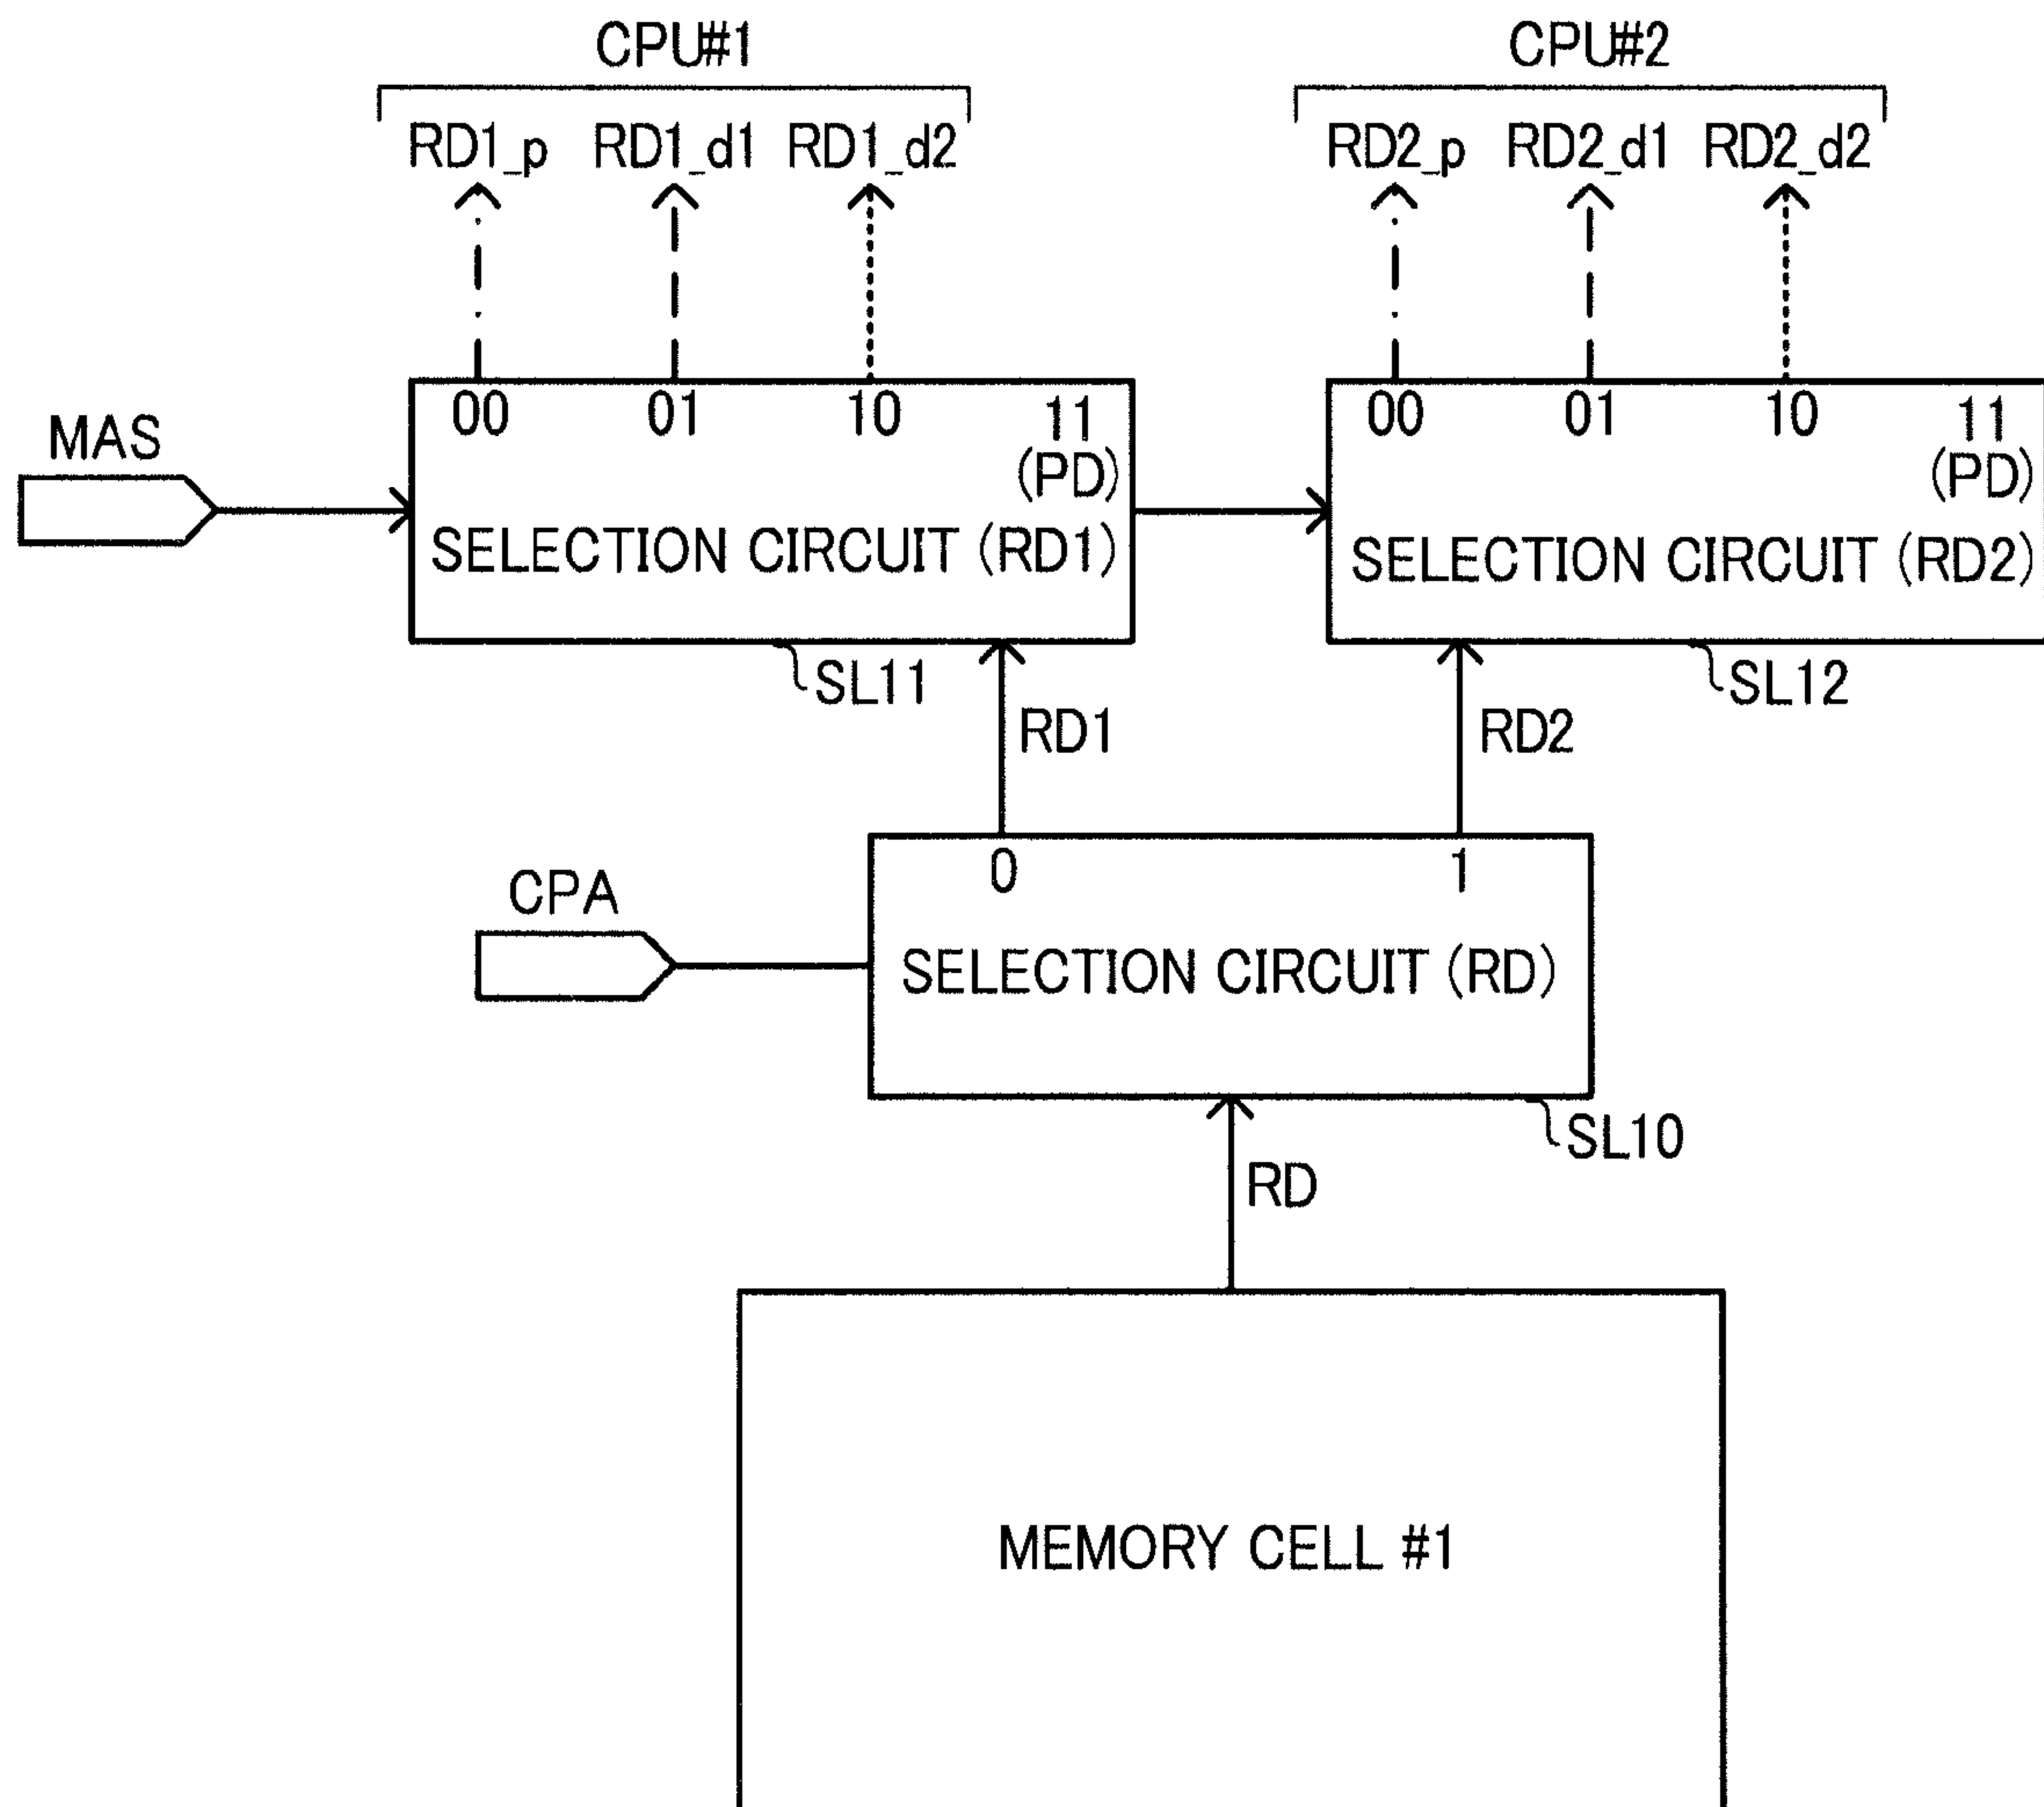 CPU#1 CPU#2
RD1_p RD1_d1 RD1_d2 RD2_p RD2_d1 RD2_d2
MAS 00 01 10 11 00 01 10 11
(PD) (PD)
SELECTION CIRCUIT (RD1) SELECTION CIRCUIT (RD2)
SL11 SL12
RD1 RD2
CPA 0 1
SELECTION CIRCUIT (RD)
SL10
RD
MEMORY CELL #1